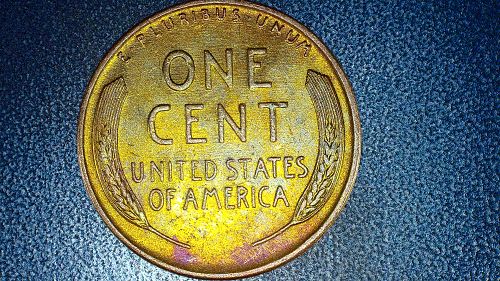 E PLURIBUS UNUM
ONE
CENT
UNITED STATES
OF AMERICA